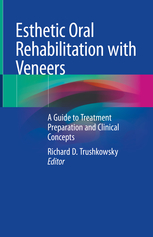 Esthetic Oral
Rehabilitation with
Veneers
A Guide to Treatment
Preparation and Clinical
Concepts
Richard D. Trushkowsky
Editor